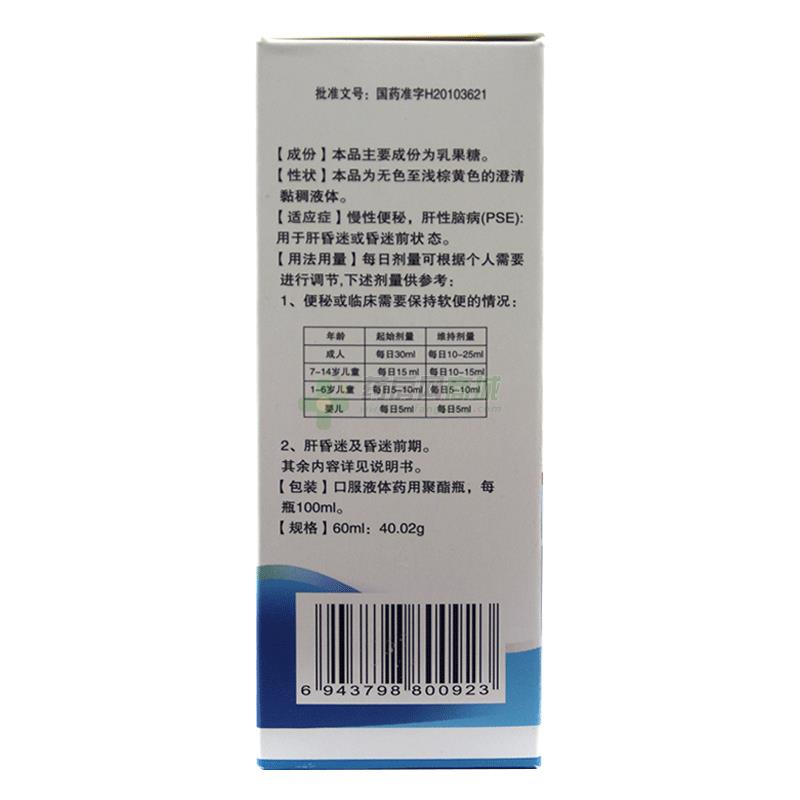 批准文号：国药准字H20103621
【成份】本品主要成份为乳果糖。
【性状】本品为无色至浅棕黄色的澄清
黏稠液体。
【适应症】慢性便秘，肝性脑病(PSE):
用于肝昏迷或昏迷前状态。
【用法用量】每日剂量可根据个人需要
进行调节,下述剂量供参考：
1、便秘或临床需要保持软便的情况：
年龄 起始剂量 维持剂量
成人 每日30ml 每日10-25ml
7-14岁儿童 每日15ml 每日10-15ml
1-6岁儿童 每日5-10ml 每日5-10ml
婴儿 每日5ml 每日5ml
2、肝昏迷及昏迷前期。
其余内容详见说明书。
【包装】口服液体药用聚酯瓶，每
瓶100ml。
【规格】60ml：40.02g
6 943798 800923